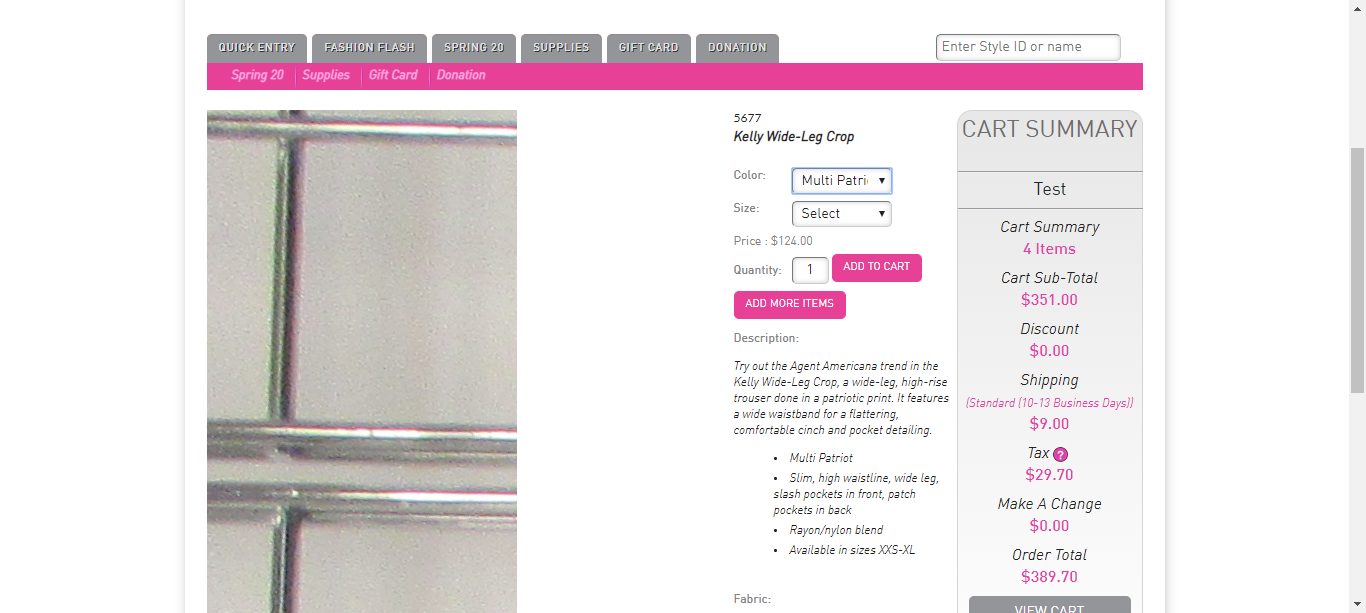 QUICK ENTRY
FASHION FLASH
SPRING 20
SUPPLIES
GIFT CARD
DONATION
Enter Style ID or name
Spring 20
Supplies
Gift Card
Donation
5677
Kelly Wide-Leg Crop
Color:
Multi Patri
Size:
Select
Price : $124.00
Quantity:
1
ADD TO CART
ADD MORE ITEMS
Description:
Try out the Agent Americana trend in the
Kelly Wide-Leg Crop, a wide-leg, high-rise
trouser done in a patriotic print. It features
a wide waistband for a flattering,
comfortable cinch and pocket detailing.
• Multi Patriot
• Slim, high waistline, wide leg,
slash pockets in front, patch
pockets in back
• Rayon/nylon blend
• Available in sizes XXS-XL
Fabric:
CART SUMMARY
Test
Cart Summary
4 Items
Cart Sub-Total
$351.00
Discount
$0.00
Shipping
(Standard (10-13 Business Days))
$9.00
Tax ?
$29.70
Make A Change
$0.00
Order Total
$389.70
VIEW CART